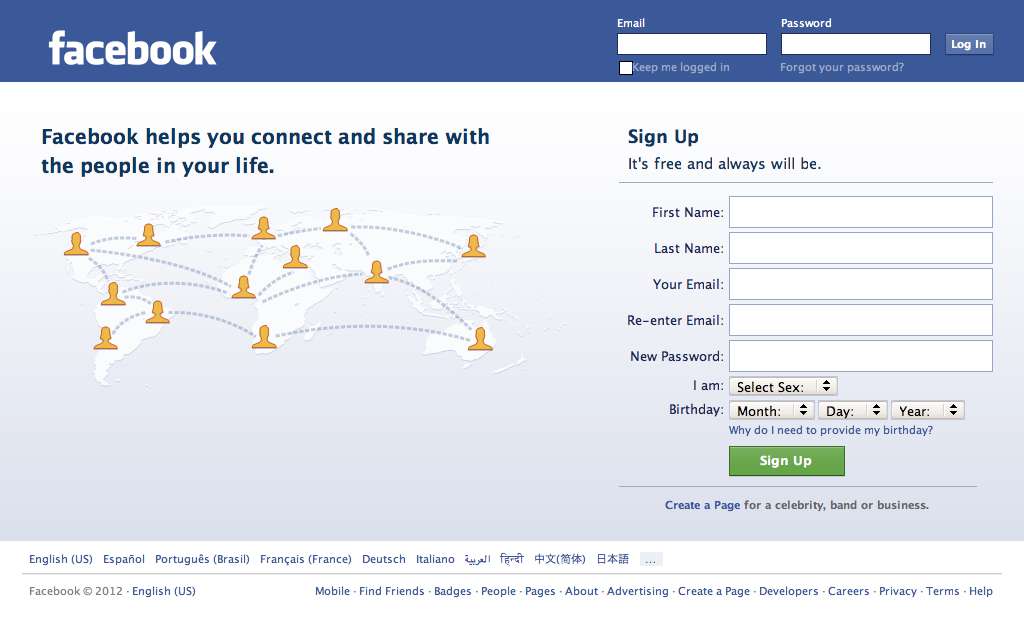 facebook
Email
Password
Log In
Keep me logged in
Forgot your password?
Facebook helps you connect and share with
the people in your life.
Sign Up
It's free and always will be.
First Name:
Last Name:
Your Email:
Re-enter Email:
New Password:
I am: Select Sex:
Birthday: Month: Day: Year:
Why do I need to provide my birthday?
Sign Up
Create a Page for a celebrity, band or business.
English (US) Español Português (Brasil) Français (France) Deutsch Italiano العربية हिन्दी 中文(简体) 日本語 ...
Facebook © 2012 · English (US)
Mobile · Find Friends · Badges · People · Pages · About · Advertising · Create a Page · Developers · Careers · Privacy · Terms · Help